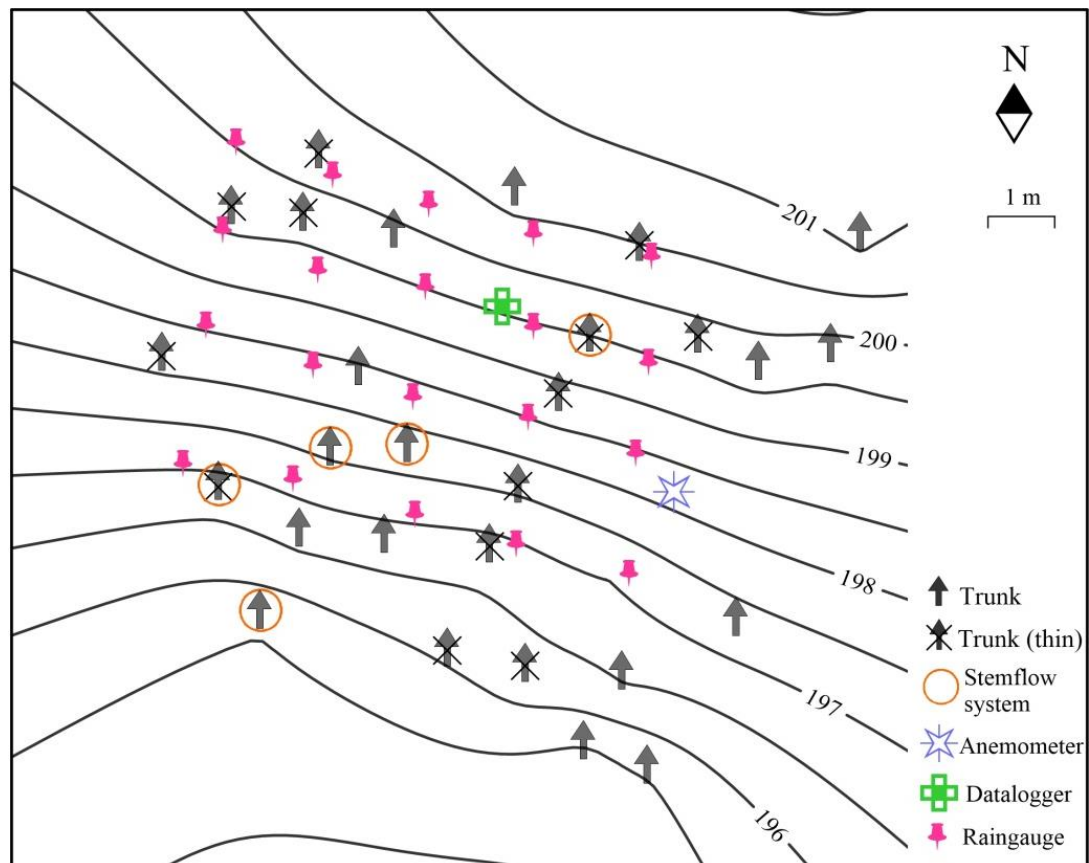 N
1 m
201
200
199
198
197
196
Trunk
Trunk (thin)
Stemflow
system
Anemometer
Datalogger
Raingauge